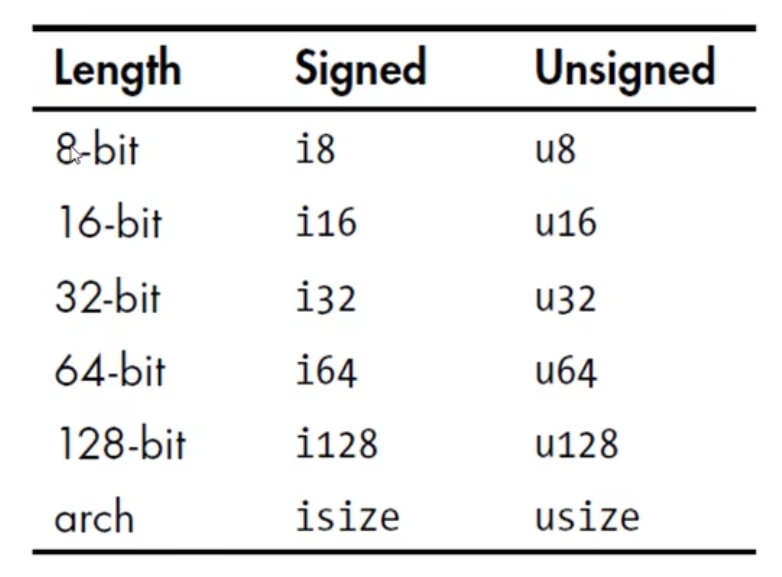 Length Signed Unsigned
8-bit i8 u8
16-bit i16 u16
32-bit i32 u32
64-bit i64 u64
128-bit i128 u128
arch isize usize